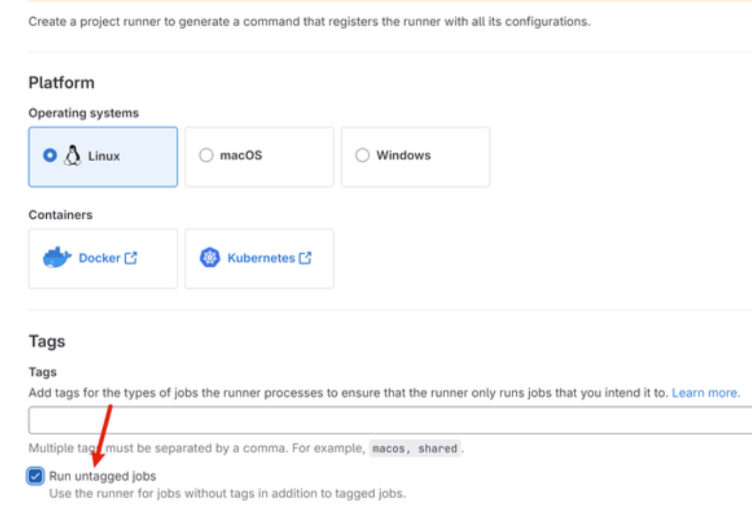 Create a project runner to generate a command that registers the runner with all its configurations.
Platform
Operating systems
Linux
macOS
Windows
Containers
Docker
Kubernetes
Tags
Tags
Add tags for the types of jobs the runner processes to ensure that the runner only runs jobs that you intend it to. Learn more.
Multiple tags must be separated by a comma. For example, macos, shared.
Run untagged jobs
Use the runner for jobs without tags in addition to tagged jobs.